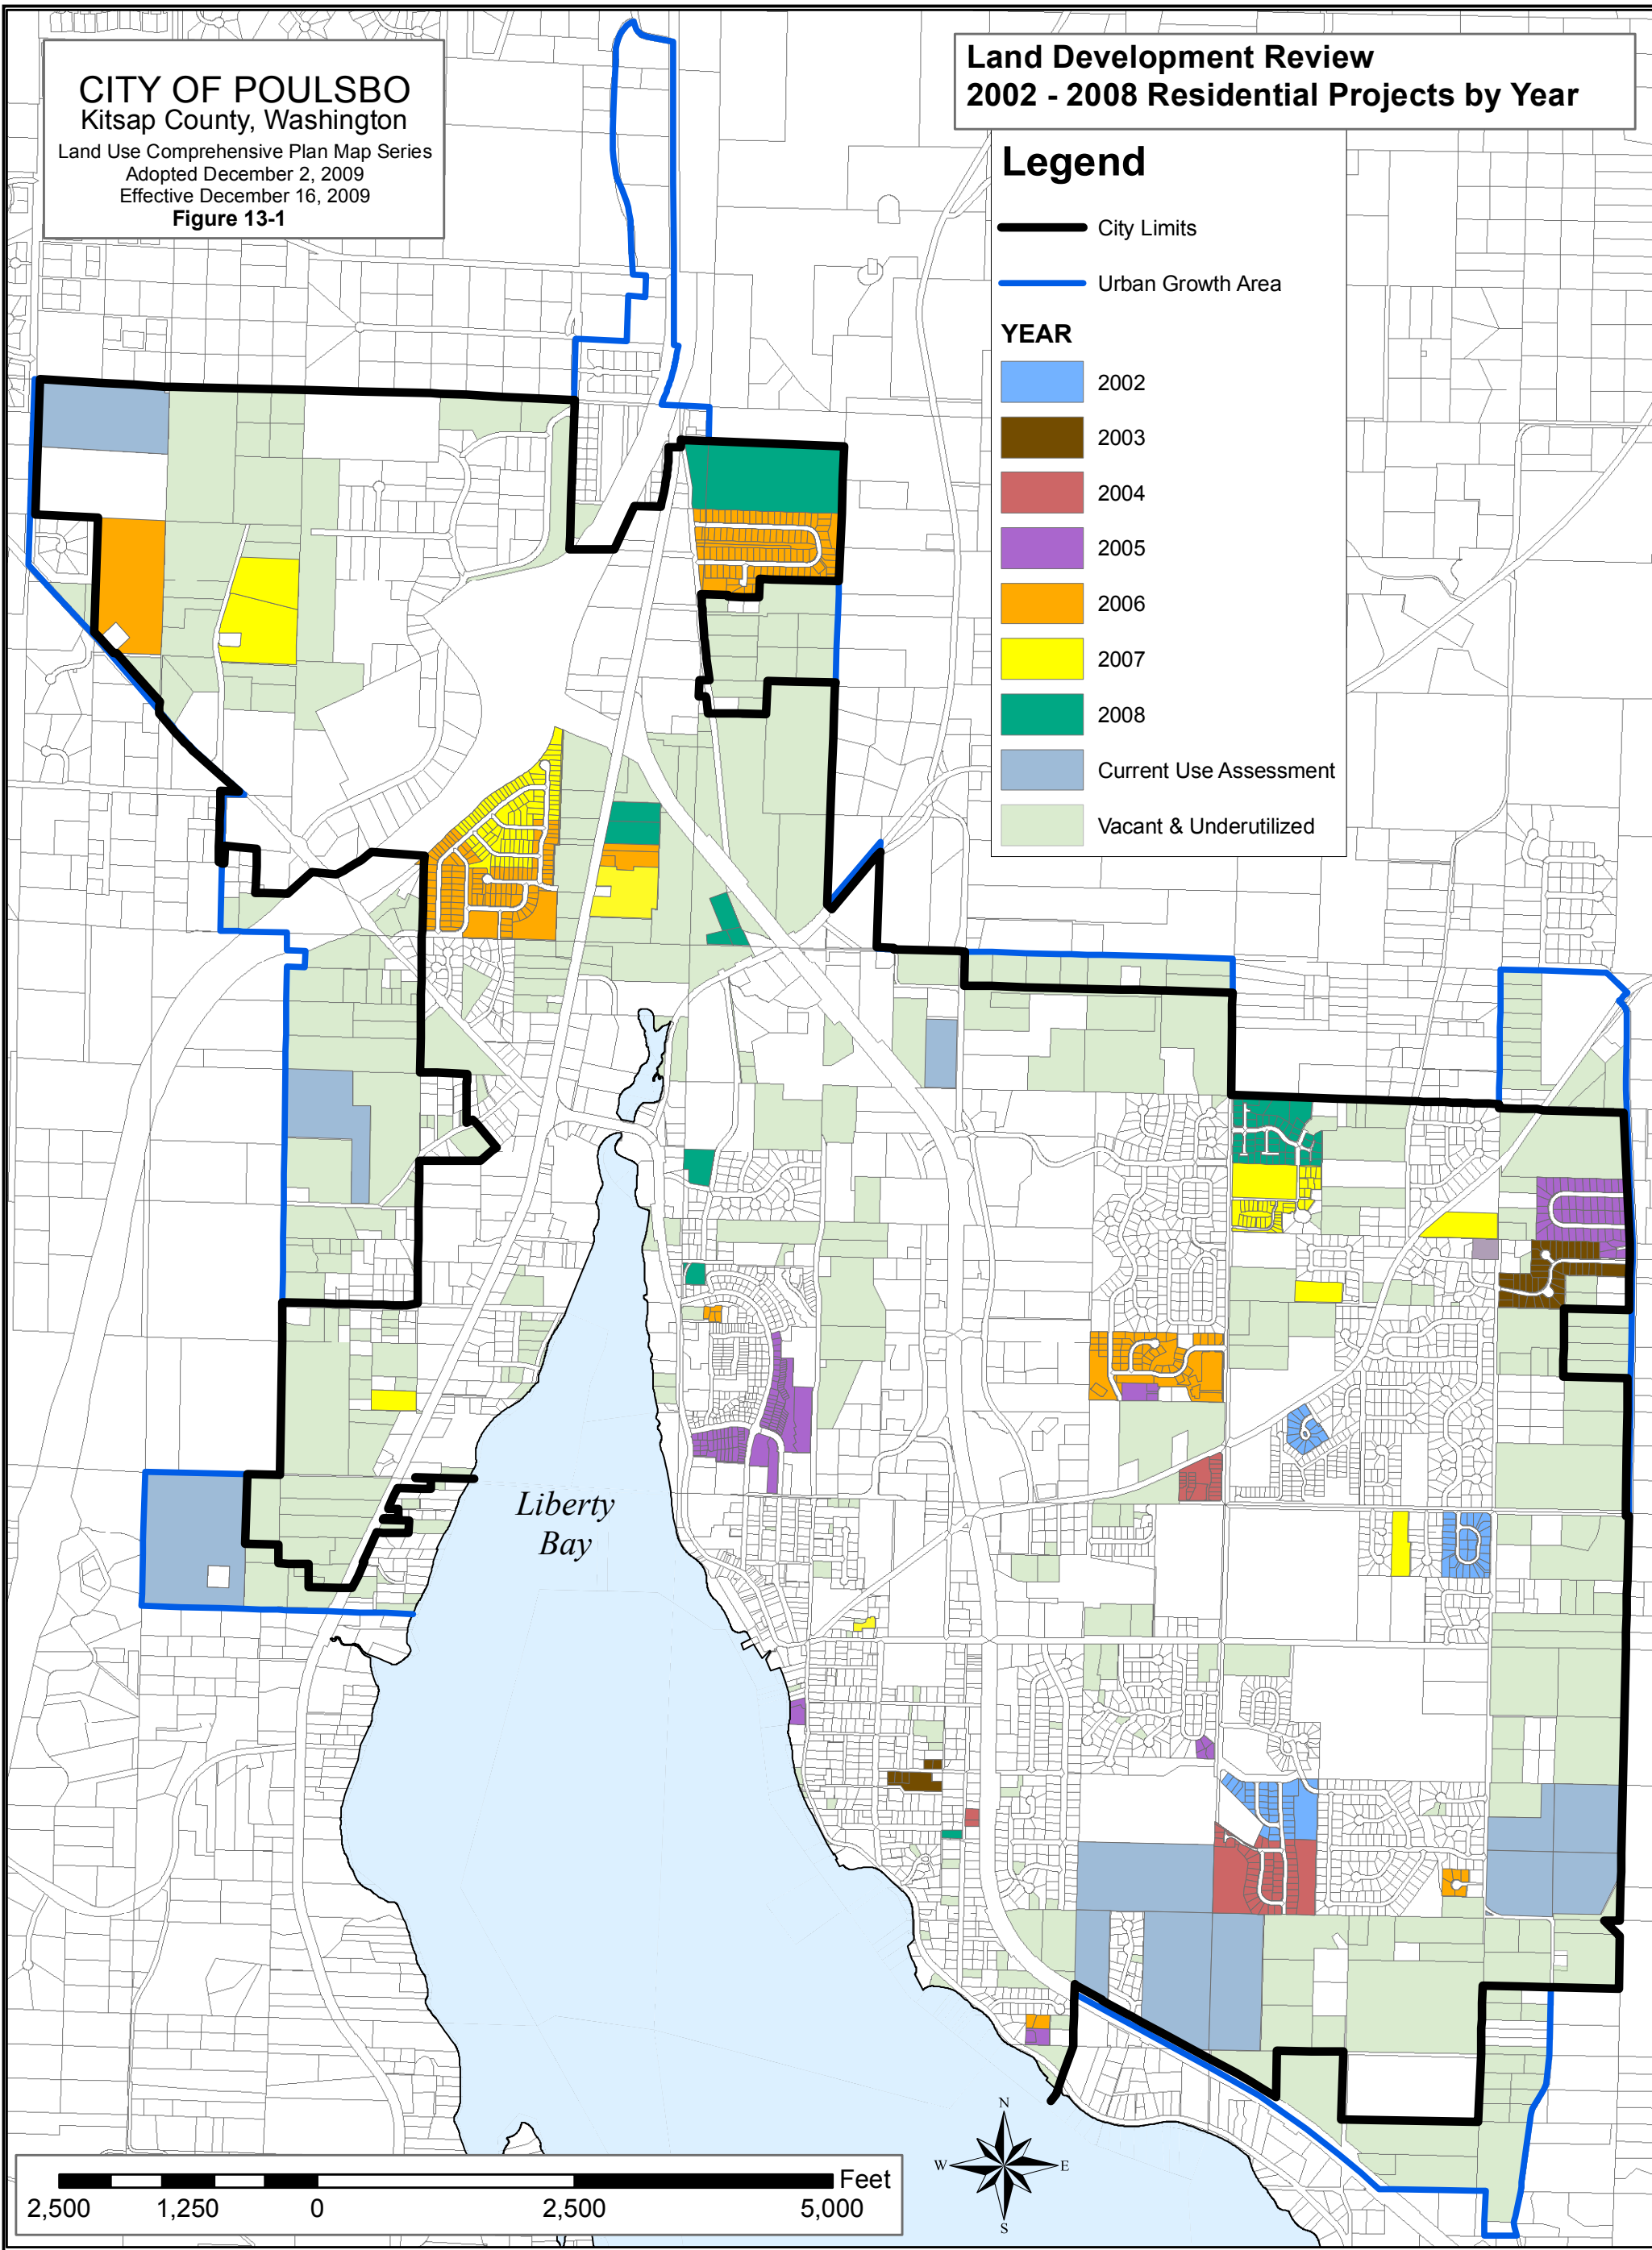 CITY OF POULSBO
Kitsap County, Washington
Land Use Comprehensive Plan Map Series
Adopted December 2, 2009
Effective December 16, 2009
Figure 13-1
Land Development Review
2002 - 2008 Residential Projects by Year
Legend
City Limits
Urban Growth Area
YEAR
2002
2003
2004
2005
2006
2007
2008
Current Use Assessment
Vacant & Underutilized
Liberty
Bay
N
W E
S
Feet
2,500 1,250 0 2,500 5,000